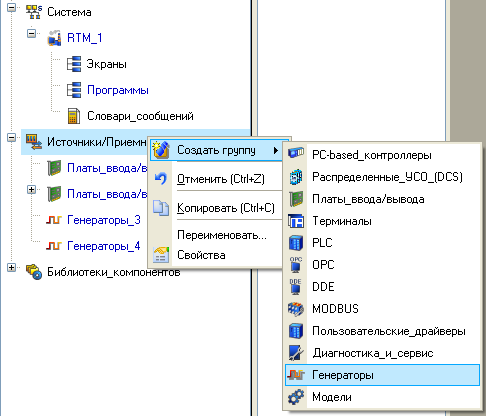 Система
RTM_1
Экраны
Программы
Словари_сообщений
Источники/Приемн
Платы_ввода/в
Платы_ввода/в
Генераторы_3
Генераторы_4
Библиотеки_компонентов
Создать группу
Отменить (Ctrl+Z)
Копировать (Ctrl+C)
Переименовать...
Свойства
PC-based_контроллеры
Распределенные_УСО_(DCS)
Платы_ввода/вывода
Терминалы
PLC
OPC
DDE
MODBUS
Пользовательские_драйверы
Диагностика_и_сервис
Генераторы
Модели